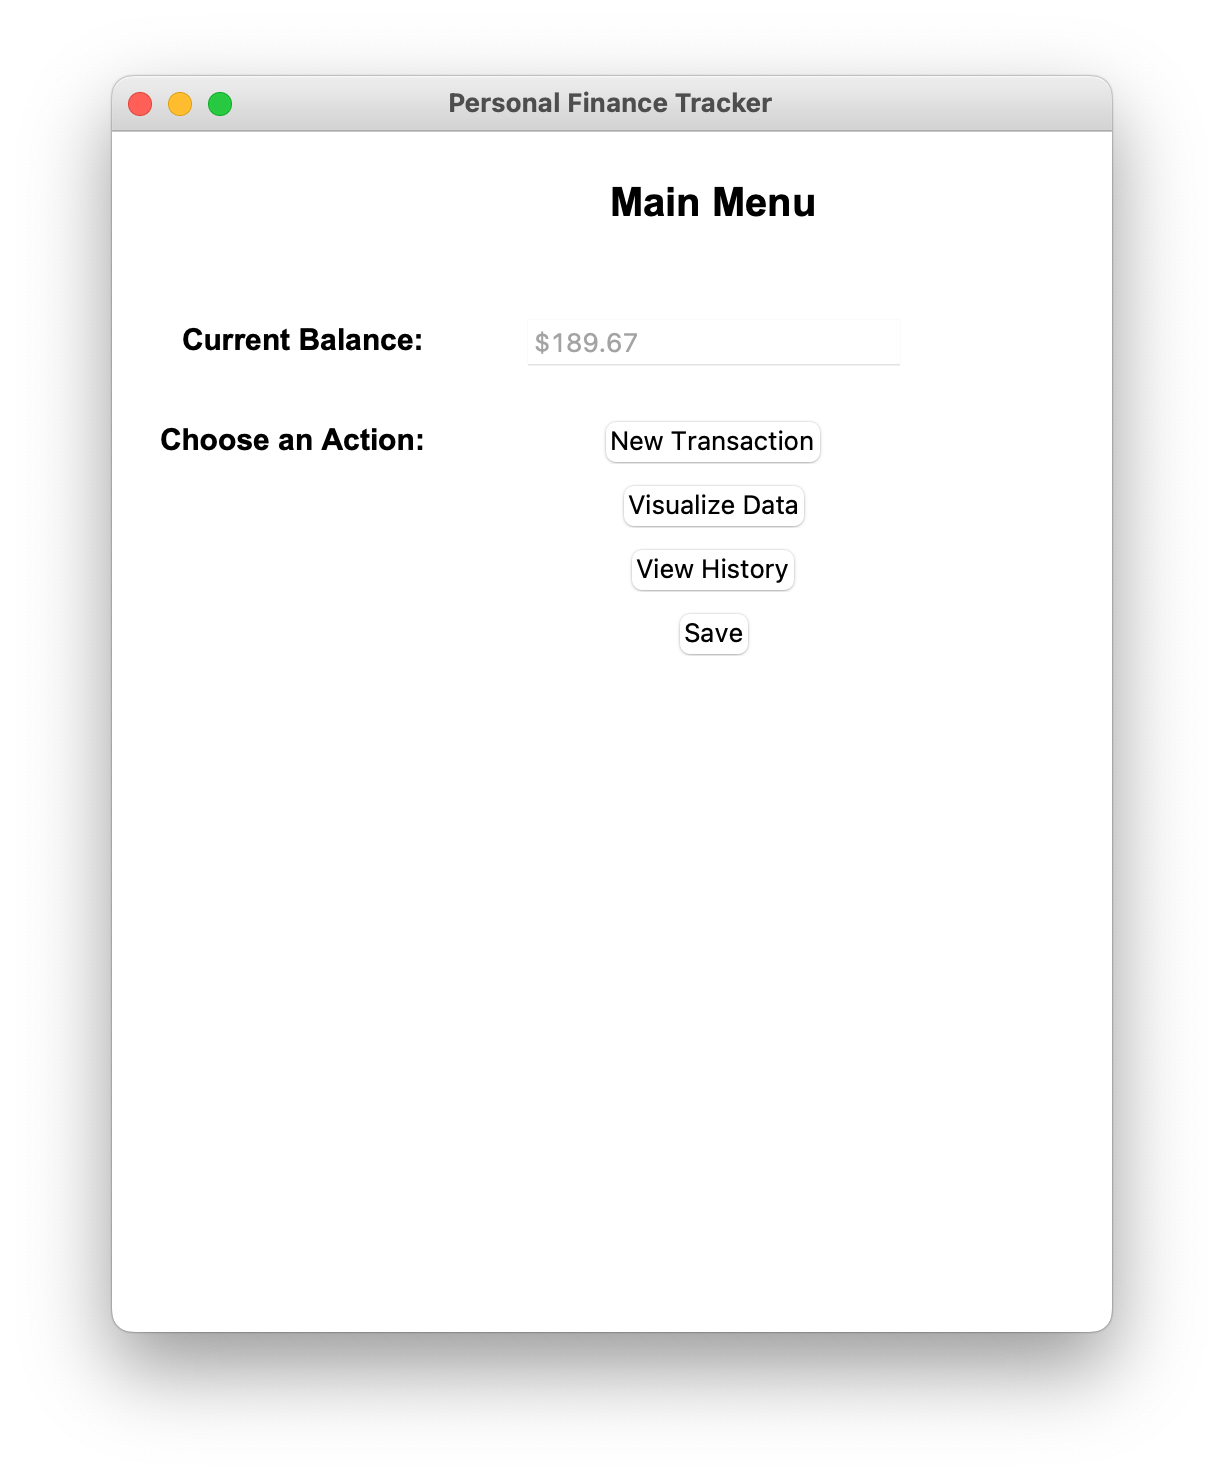 Personal Finance Tracker
Main Menu
Current Balance: $189.67
Choose an Action: New Transaction
Visualize Data
View History
Save